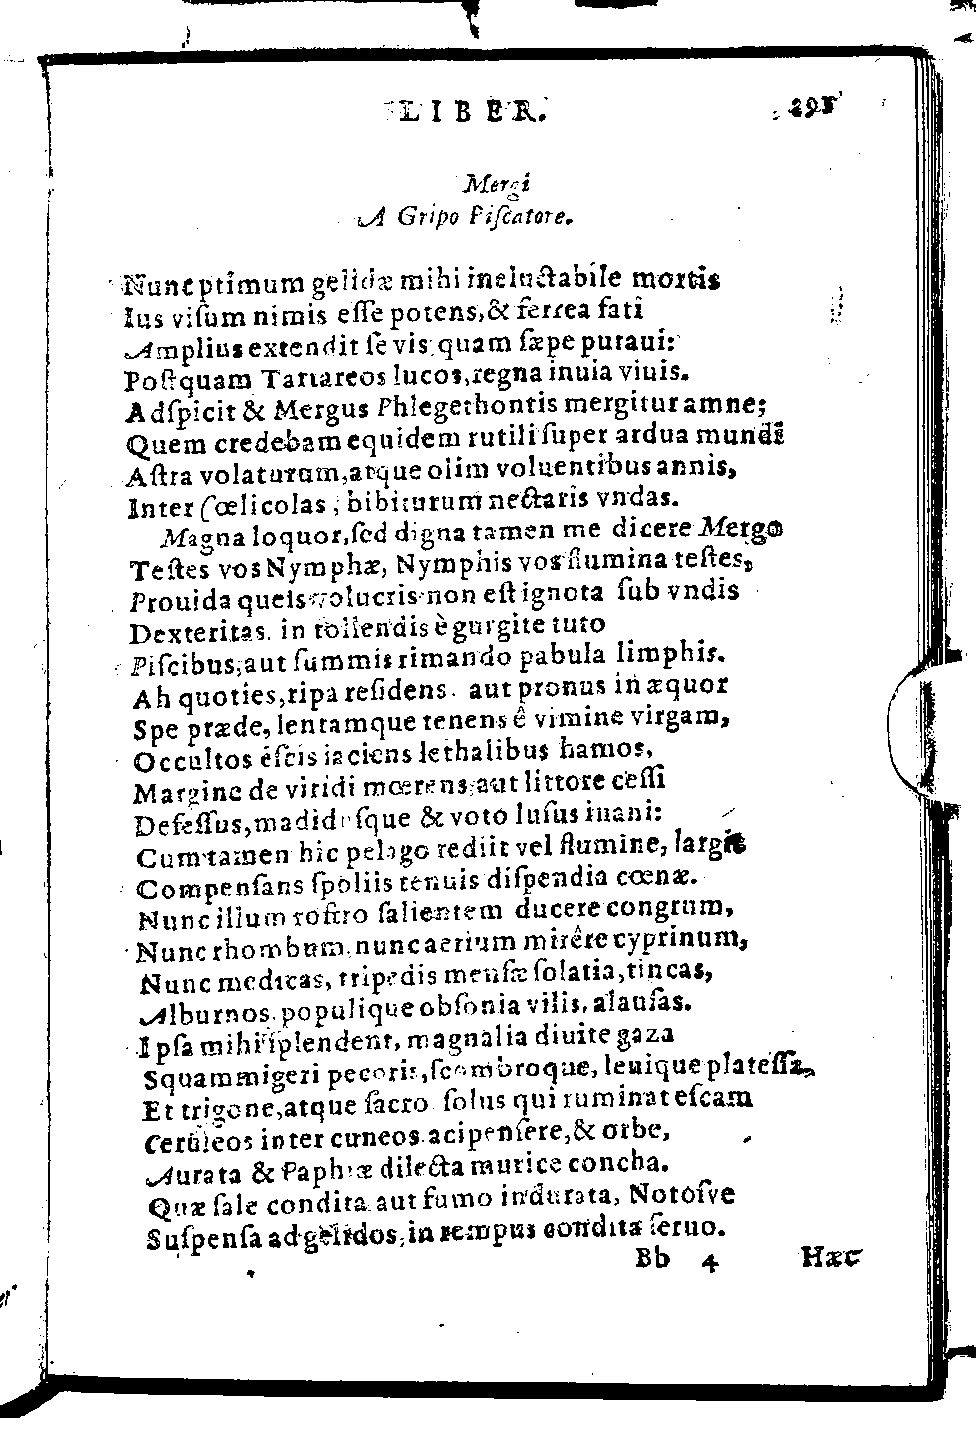 LIBER. 391
Mergi
A Gripo Piſcatore.
Nunc ptimum gelidæ mihi ineluctabile mortis
Ius viſum nimis eſſe potens, & ferrea fati
Amplius extendit ſe vis quam ſæpe putaui:
Poſtquam Tartareos lucos, regna inuia viuis.
Adſpicit & Mergus Phlegethontis mergitur amne;
Quem credebam equidem rutili ſuper ardua mundi
Aſtra volaturum, atque olim voluentibus annis,
Inter Cœlicolas, bibiturum nectaris vndas.
Magna loquor, ſed digna tamen me dicere Mergo
Teſtes vos Nymphæ, Nymphis vos flumina teſtes,
Prouida queis volucris non eſt ignota ſub vndis
Dexteritas. in tollendis è gurgite tuto
Piſcibus, aut ſummis rimando pabula limphis.
Ah quoties, ripa reſidens. aut pronus in æquor
Spe præde, lentamque tenens ê vimine virgam,
Occultos éſcis iaciens lethalibus hamos,
Margine de viridi mœrens, aut littore ceſſi
Defeſſus, madiduſque & voto luſus inani:
Cum tamen hic pelago rediit vel flumine, largis
Compenſans ſpoliis tenuis diſpendia cœnæ.
Nunc illum roſtro ſalientem ducere congrum,
Nunc rhombum, nunc aerium mirêre cyprinum,
Nunc medicas, tripedis menſæ ſolatia, tincas,
Alburnos. populique obſonia vilis, alauſas.
Ipſa mihi ſplendent, magnalia diuite gaza
Squammigeri pecoris, ſcombroque, leuique plateſſa,
Et trigone, atque ſacro ſolus qui ruminat eſcam
Ceruleos inter cuneos. acipenſere, & orbe,
Aurata & Paphiæ dilecta murice concha.
Quæ ſale condita aut fumo indurata, Notoſve
Suſpenſa ad gelidos, in tempus condita ſeruo.
Bb 4 Hæc